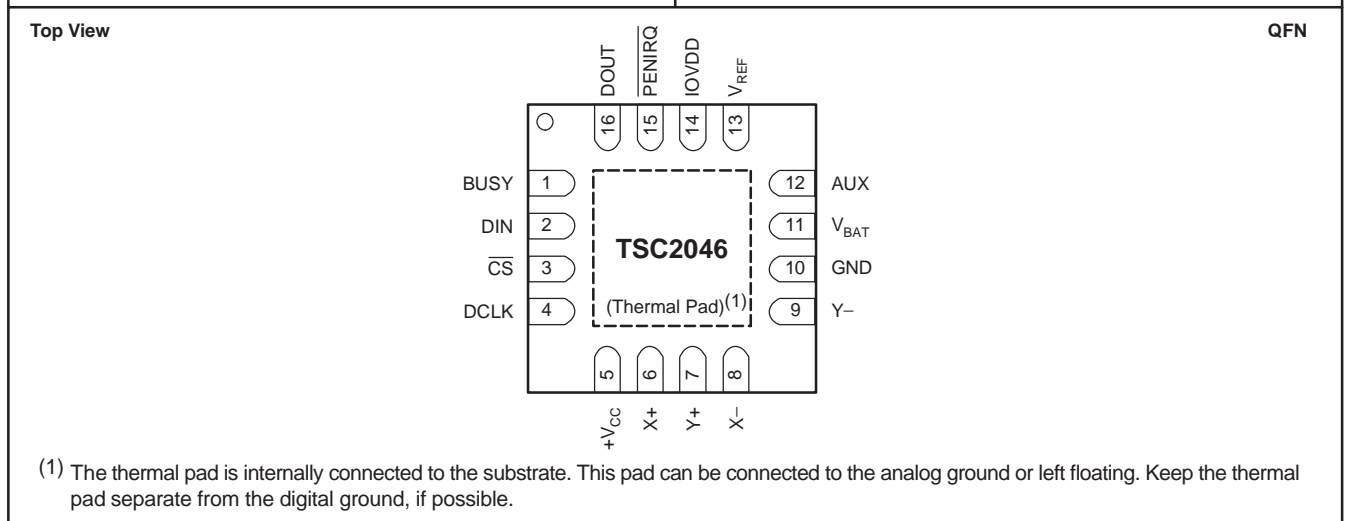 Top View
QFN
DOUT
PENIRQ
IOVDD
VREF
16
15
14
13
BUSY 1
DIN 2
CS 3
DCLK 4
12 AUX
11 VBAT
10 GND
9 Y–
TSC2046
(Thermal Pad)(1)
5
6
7
8
+VCC
X+
Y+
X–
(1) The thermal pad is internally connected to the substrate. This pad can be connected to the analog ground or left floating. Keep the thermal
pad separate from the digital ground, if possible.